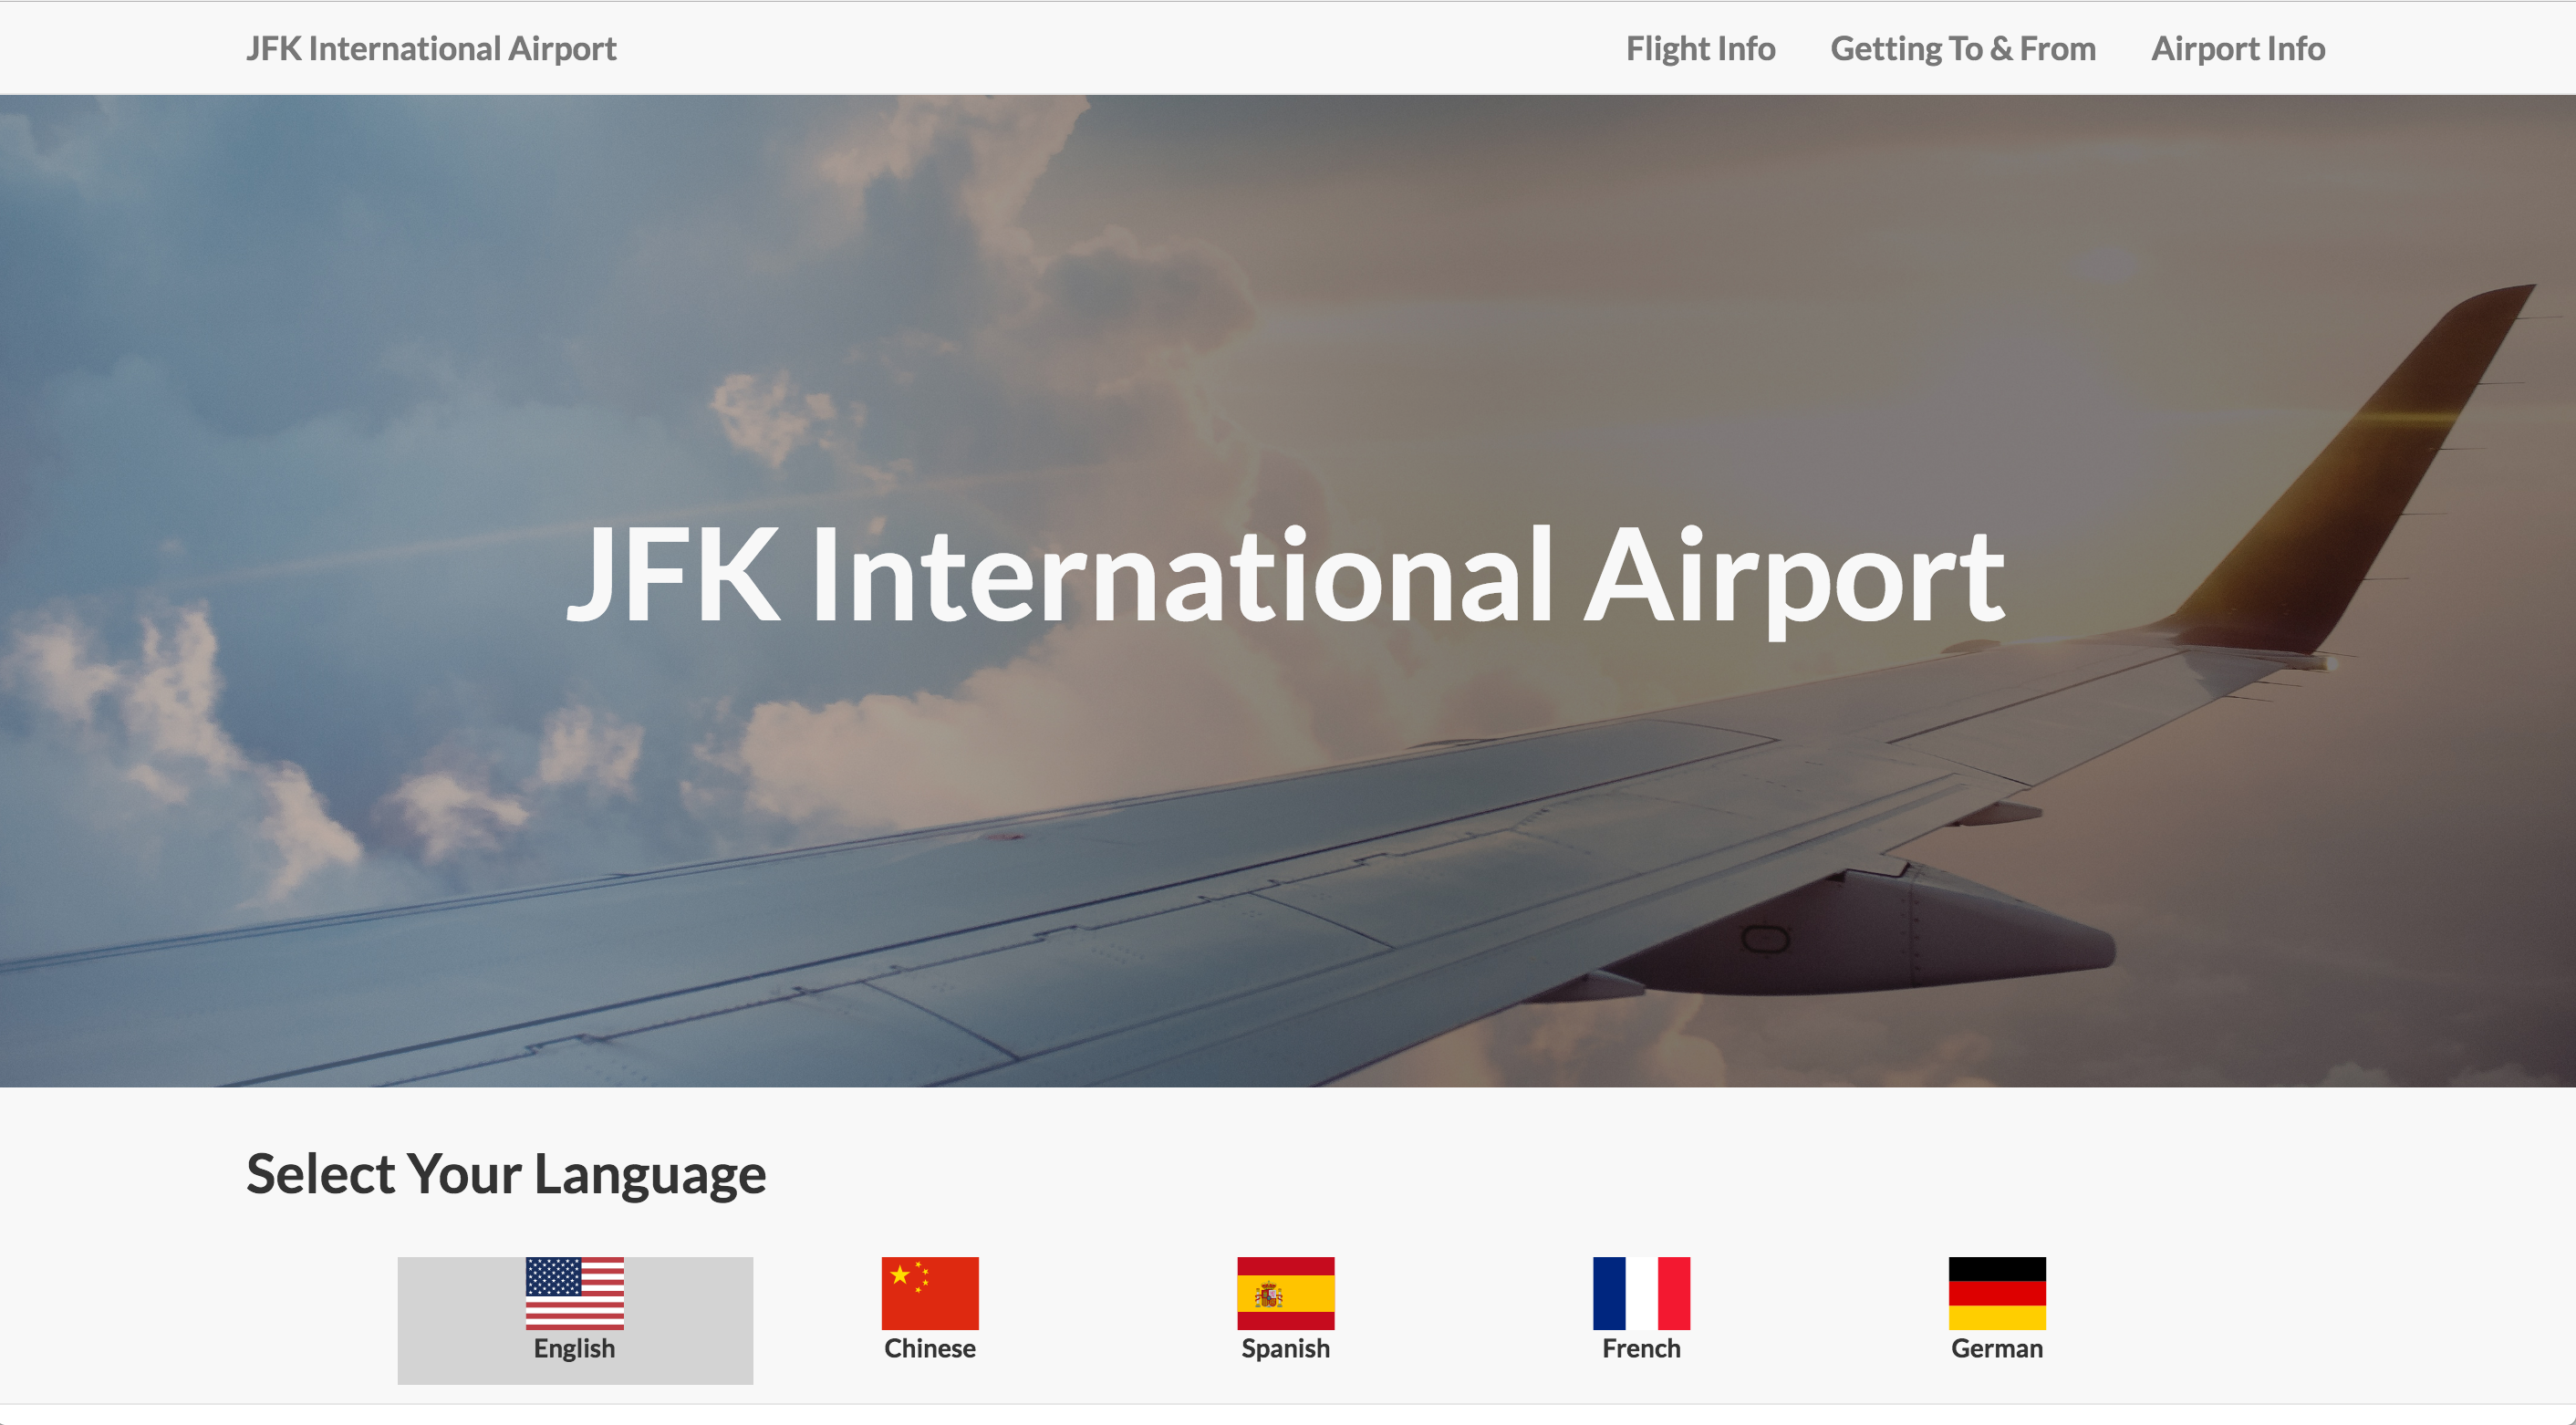 JFK International Airport
Flight Info
Getting To & From
Airport Info
JFK International Airport
Select Your Language
English
Chinese
Spanish
French
German